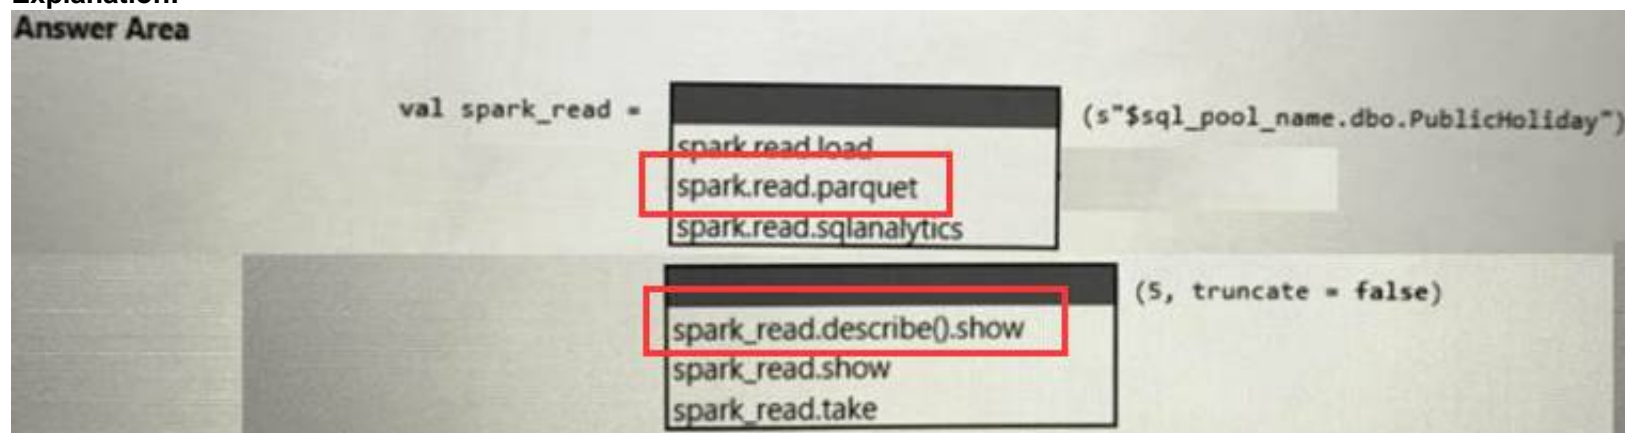 Explanation:
Answer Area
val spark_read = (s"$sql_pool_name.dbo.PublicHoliday")
spark.read.load
spark.read.parquet
spark.read.sqlanalytics
(5, truncate = false)
spark_read.describe().show
spark_read.show
spark_read.take